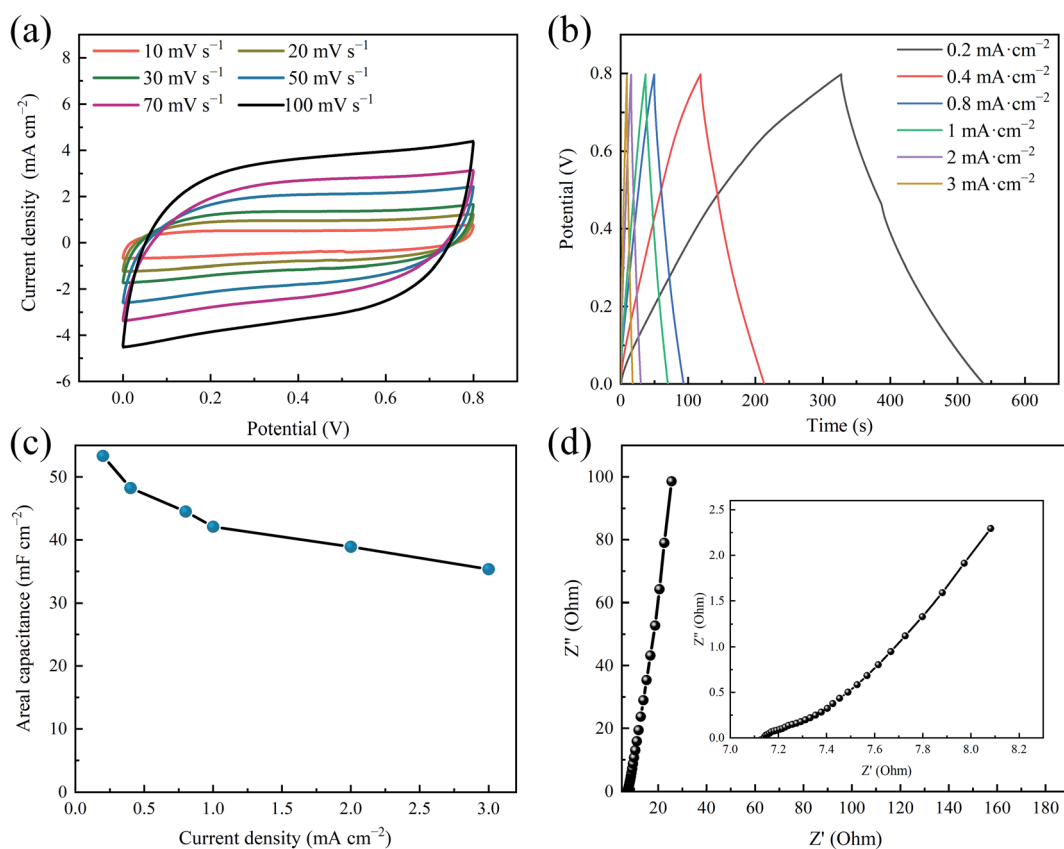 (a)
10 mV s⁻¹ 20 mV s⁻¹
30 mV s⁻¹ 50 mV s⁻¹
70 mV s⁻¹ 100 mV s⁻¹
Current density (mA cm⁻²)
8
6
4
2
0
-2
-4
-6
0.0 0.2 0.4 0.6 0.8
Potential (V)
(b)
0.2 mA·cm⁻²
0.4 mA·cm⁻²
0.8 mA·cm⁻²
1 mA·cm⁻²
2 mA·cm⁻²
3 mA·cm⁻²
Potential (V)
0.8
0.6
0.4
0.2
0.0
0 100 200 300 400 500 600
Time (s)
(c)
Areal capacitance (mF cm⁻²)
50
40
30
20
10
0
0.0 0.5 1.0 1.5 2.0 2.5 3.0
Current density (mA cm⁻²)
(d)
Z" (Ohm)
100
80
60
40
20
0
20 40 60 80 100 120 140 160 180
Z' (Ohm)
Z" (Ohm)
2.5
2.0
1.5
1.0
0.5
0.0
7.0 7.2 7.4 7.6 7.8 8.0 8.2
Z' (Ohm)